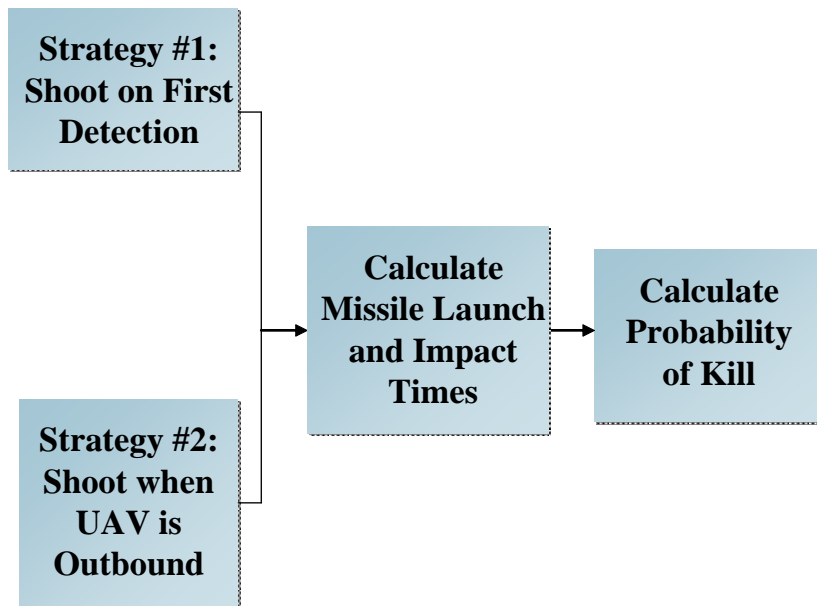 Strategy #1:
Shoot on First
Detection
Calculate
Missile Launch
and Impact
Times
Calculate
Probability
of Kill
Strategy #2:
Shoot when
UAV is
Outbound